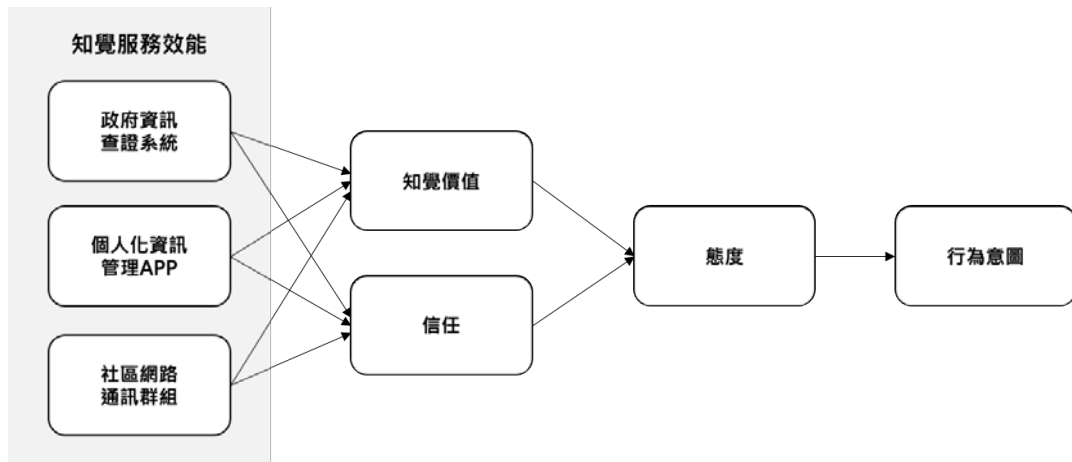 知覺服務效能
政府資訊
查證系統
個人化資訊
管理APP
社區網路
通訊群組
知覺價值
信任
態度
行為意圖